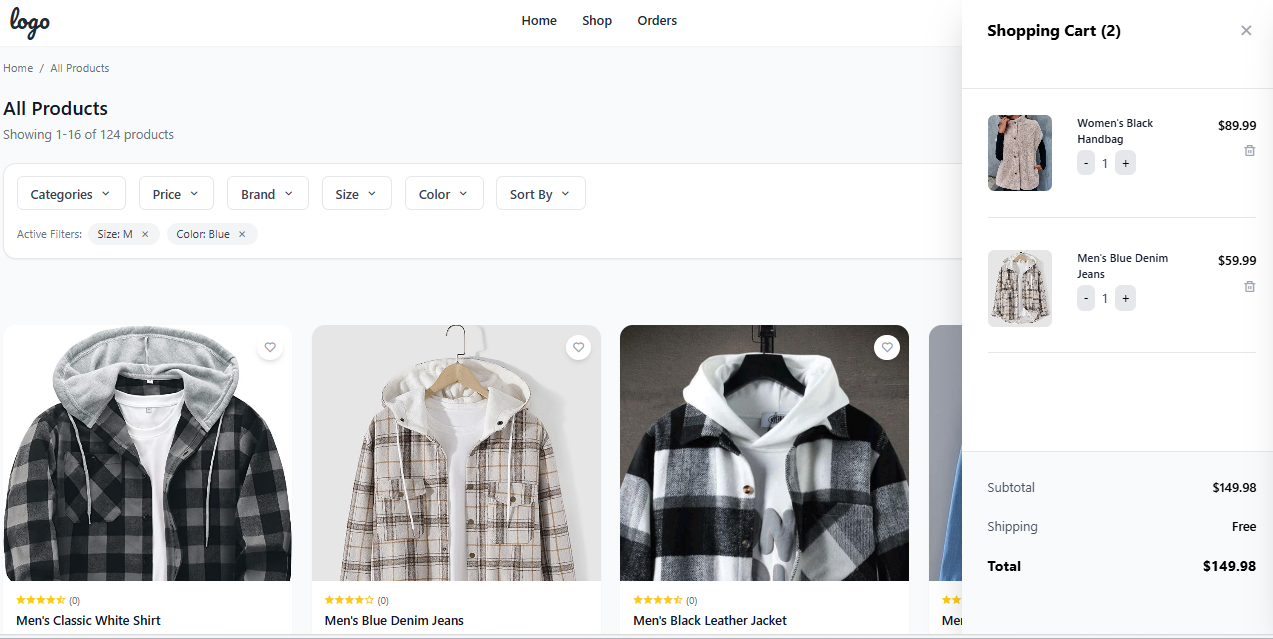 logo
Home Shop Orders
Home / All Products
All Products
Showing 1-16 of 124 products
Categories Price Brand Size Color Sort By
Active Filters: Size: M × Color: Blue ×
(0)
Men's Classic White Shirt
(0)
Men's Blue Denim Jeans
(0)
Men's Black Leather Jacket
Shopping Cart (2) ×
Women's Black
Handbag
$89.99
- 1 +
Men's Blue Denim
Jeans
$59.99
- 1 +
Subtotal $149.98
Shipping Free
Total $149.98